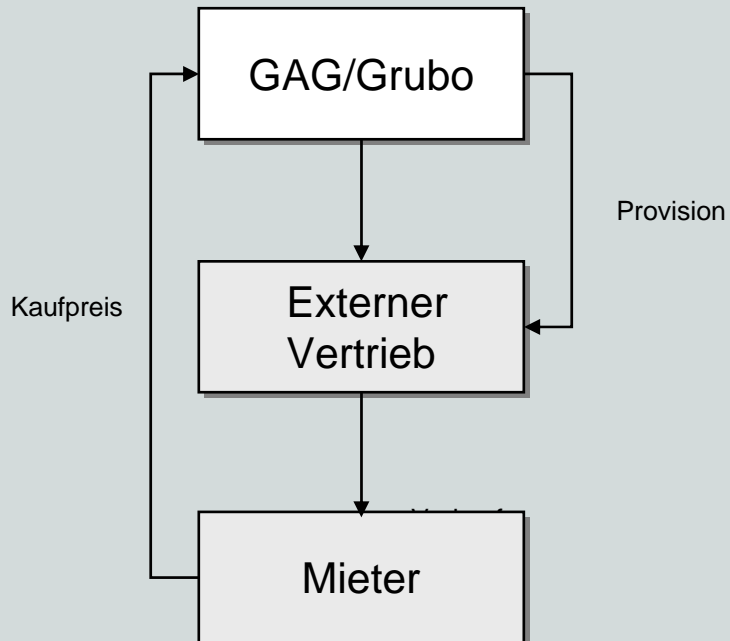 GAG/Grubo
Provision
Externer
Vertrieb
Kaufpreis
Mieter